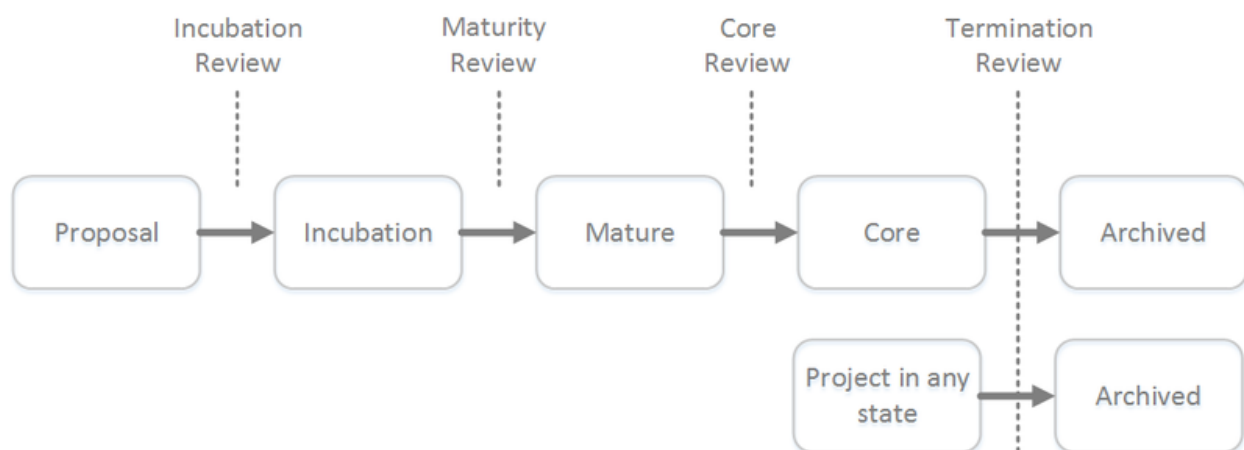 Incubation
Review
Maturity
Review
Core
Review
Termination
Review
Proposal
Incubation
Mature
Core
Archived
Project in any
state
Archived